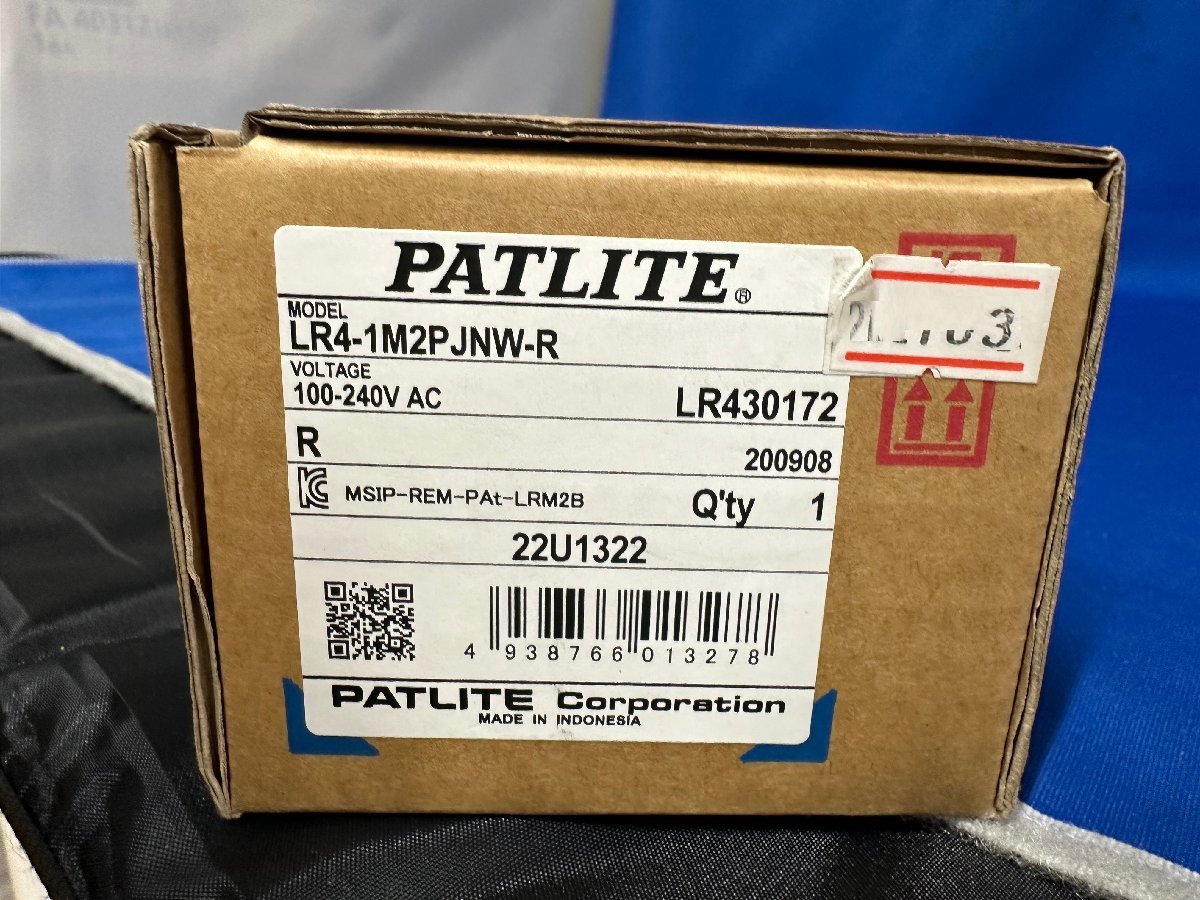 PATLITE®
MODEL
LR4-1M2PJNW-R
VOLTAGE
100-240V AC
LR430172
R
200908
MSIP-REM-PAt-LRM2B
Q'ty 1
22U1322
4 938766 013278
PATLITE Corporation
MADE IN INDONESIA